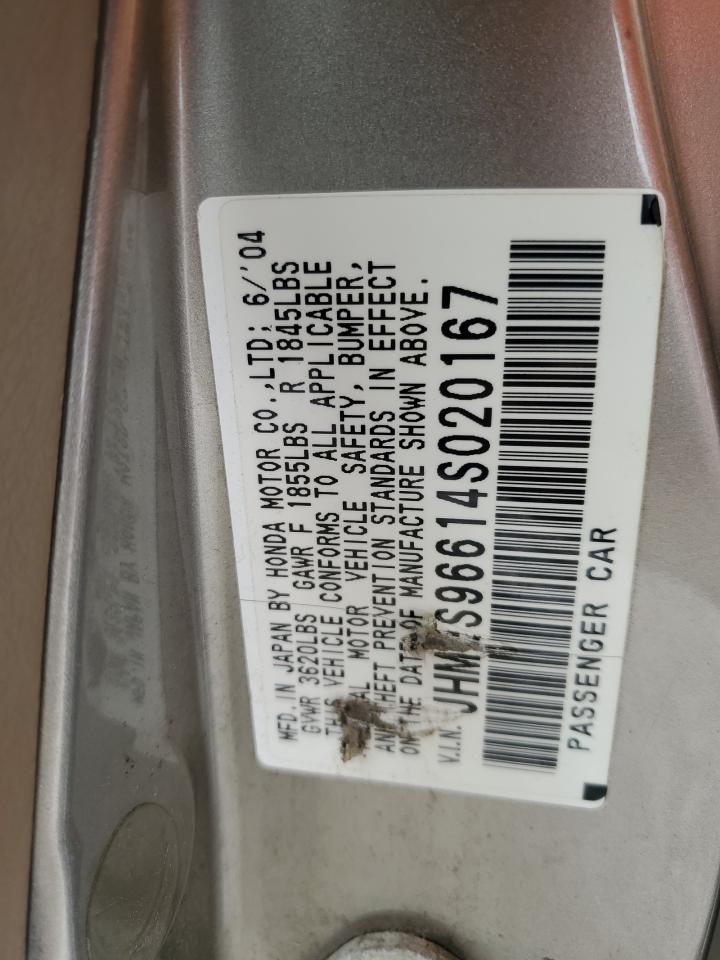 MFD. IN JAPAN BY HONDA MOTOR CO.,LTD; 6/'04
GVWR 3620LBS GAWR F 1855LBS R 1845LBS
THIS VEHICLE CONFORMS TO ALL APPLICABLE
MOTOR VEHICLE SAFETY, BUMPER,
AND THEFT PREVENTION STANDARDS IN EFFECT
ON THE DATE OF MANUFACTURE SHOWN ABOVE.
V.I.N. JHM S96614S020167
PASSENGER CAR